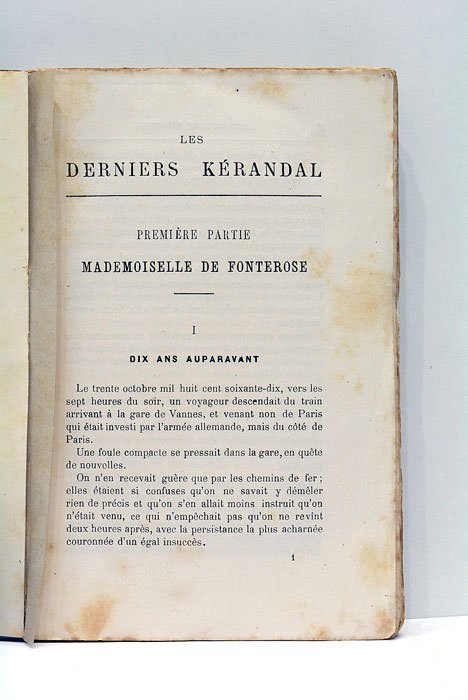 LES
DERNIERS KÉRANDAL
PREMIÈRE PARTIE
MADEMOISELLE DE FONTEROSE
I
DIX ANS AUPARAVANT
Le trente octobre mil huit cent soixante-dix, vers les
sept heures du soir, un voyageur descendait du train
arrivant à la gare de Vannes, et venant non de Paris
qui était investi par l'armée allemande, mais du côté de
Paris.
Une foule compacte se pressait dans la gare, en quête
de nouvelles.
On n'en recevait guère que par les chemins de fer ;
elles étaient si confuses qu'on ne savait y démêler
rien de précis et qu'on s'en allait moins instruit qu'on
n'était venu, ce qui n'empêchait pas qu'on ne revînt
deux heures après, avec la persistance la plus acharnée
couronnée d'un égal insuccès.
1